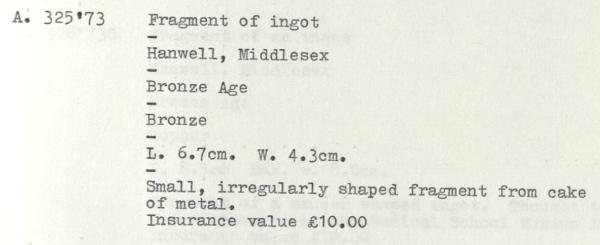 A. 325'73 Fragment of ingot
–
Hanwell, Middlesex
–
Bronze Age
–
Bronze
–
L. 6.7cm. W. 4.3cm.
–
Small, irregularly shaped fragment from cake
of metal.
Insurance value £10.00